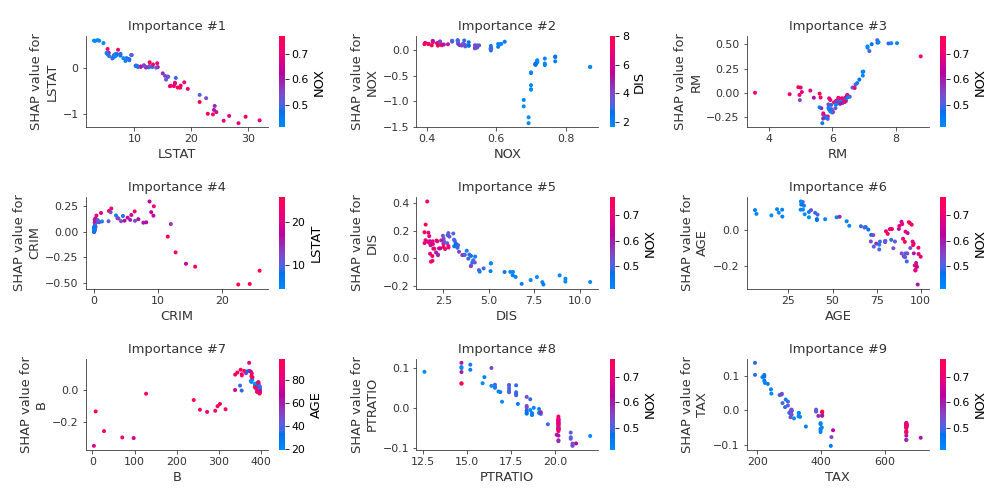 Importance #1
SHAP value for
LSTAT
0
−1
10
20
30
LSTAT
0.7
0.6
0.5
NOX
Importance #2
SHAP value for
NOX
0.0
−0.5
−1.0
−1.5
0.4
0.6
0.8
NOX
8
6
4
2
DIS
Importance #3
SHAP value for
RM
0.50
0.25
0.00
−0.25
4
6
8
RM
0.7
0.6
0.5
NOX
Importance #4
SHAP value for
CRIM
0.25
0.00
−0.25
−0.50
0
10
20
CRIM
20
10
LSTAT
Importance #5
SHAP value for
DIS
0.4
0.2
0.0
−0.2
2.5
5.0
7.5
10.0
DIS
0.7
0.6
0.5
NOX
Importance #6
SHAP value for
AGE
0.0
−0.2
25
50
75
100
AGE
0.7
0.6
0.5
NOX
Importance #7
SHAP value for
B
0.0
−0.2
0
100
200
300
400
B
80
60
40
20
AGE
Importance #8
SHAP value for
PTRATIO
0.1
0.0
−0.1
12.5
15.0
17.5
20.0
PTRATIO
0.7
0.6
0.5
NOX
Importance #9
SHAP value for
TAX
0.1
0.0
−0.1
200
400
600
TAX
0.7
0.6
0.5
NOX